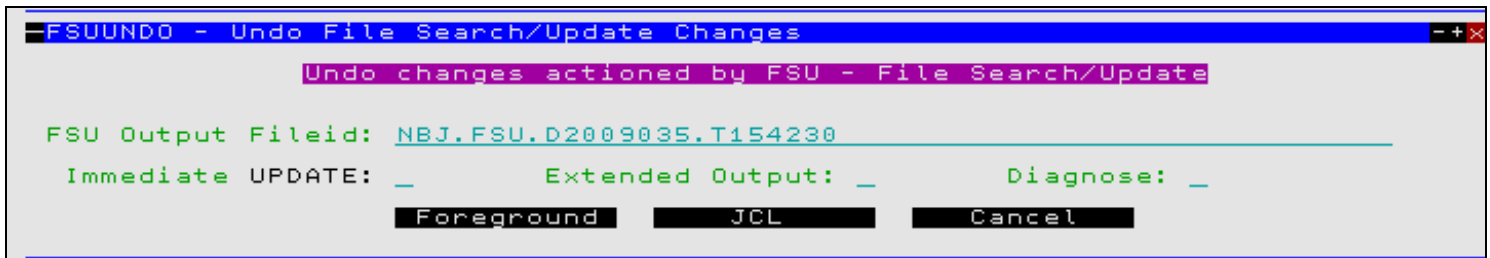 -FSUUNDO - Undo File Search/Update Changes -+x
Undo changes actioned by FSU - File Search/Update
FSU Output Fileid: NBJ.FSU.D2009035.T154230
Immediate UPDATE: _ Extended Output: _ Diagnose: _
Foreground JCL Cancel